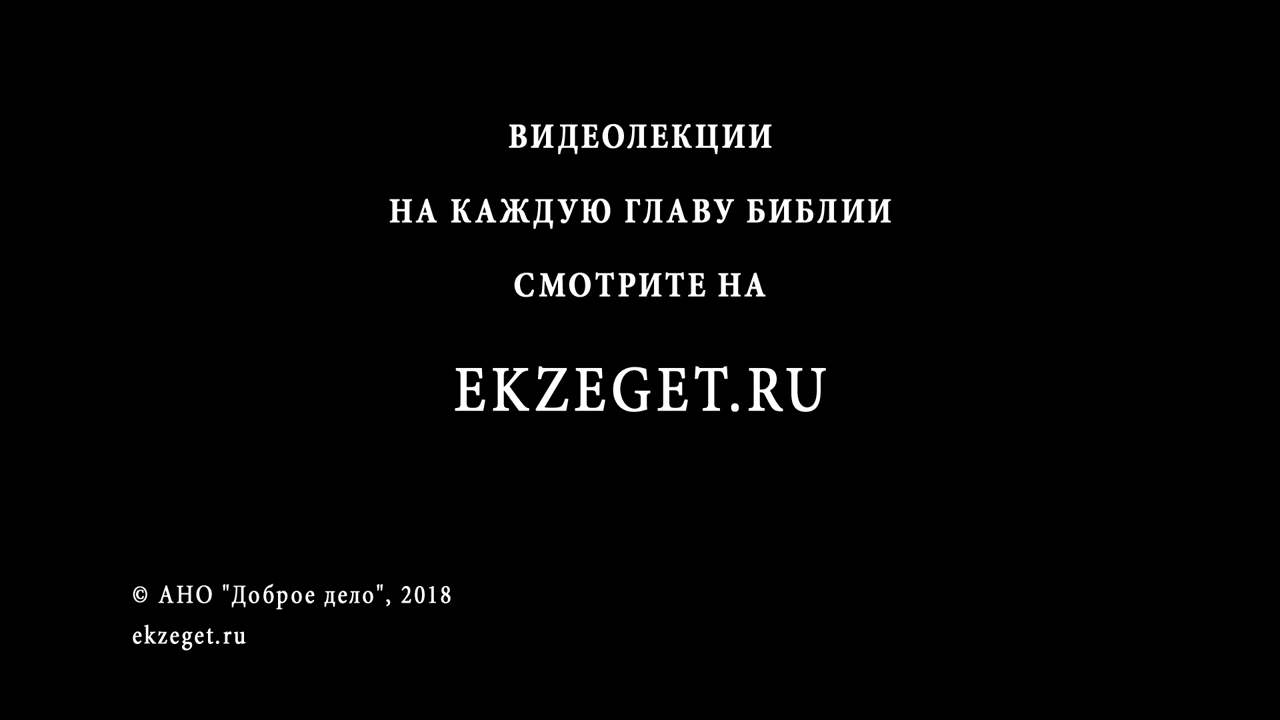 ВИДЕОЛЕКЦИИ
НА КАЖДУЮ ГЛАВУ БИБЛИИ
СМОТРИТЕ НА
EKZEGET.RU
© АНО "Доброе дело", 2018
ekzeget.ru